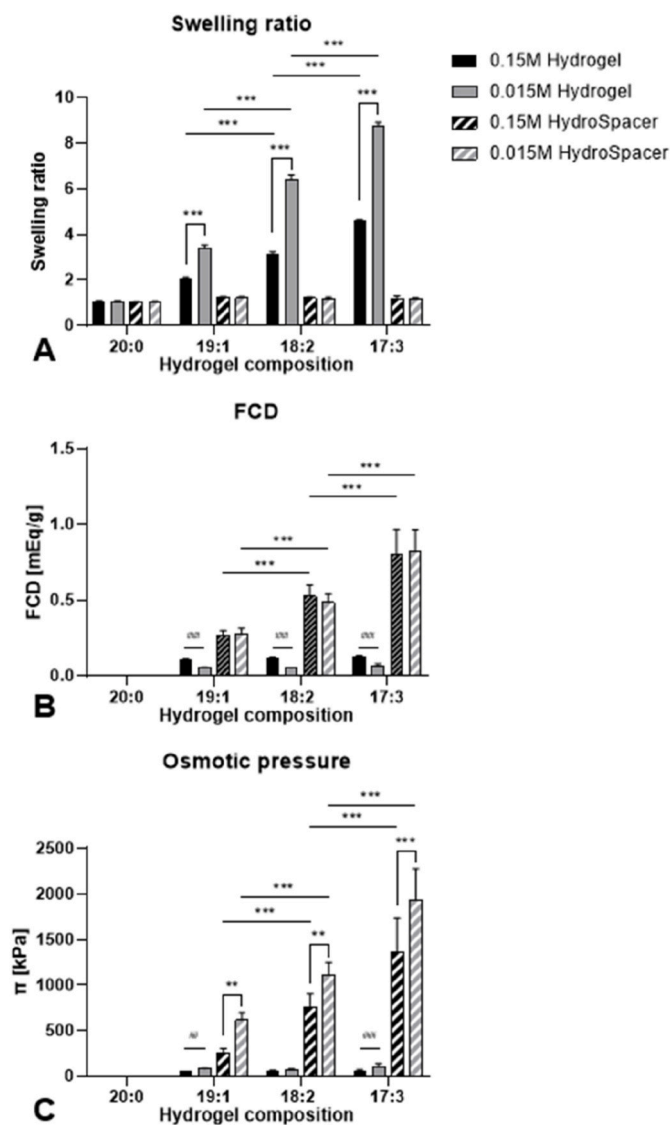 Swelling ratio
*** 
***
0.15M Hydrogel
0.015M Hydrogel
0.15M HydroSpacer
0.015M HydroSpacer
***
***
***
***
***
10
8
6
4
2
0
Swelling ratio
20:0 19:1 18:2 17:3
Hydrogel composition
A
FCD
***
***
***
***
1.5
1.0
0.5
0.0
FCD [mEq/g]
20:0 19:1 18:2 17:3
Hydrogel composition
B
Osmotic pressure
***
***
***
***
***
**
**
2500
2000
1500
1000
500
0
π [kPa]
20:0 19:1 18:2 17:3
Hydrogel composition
C